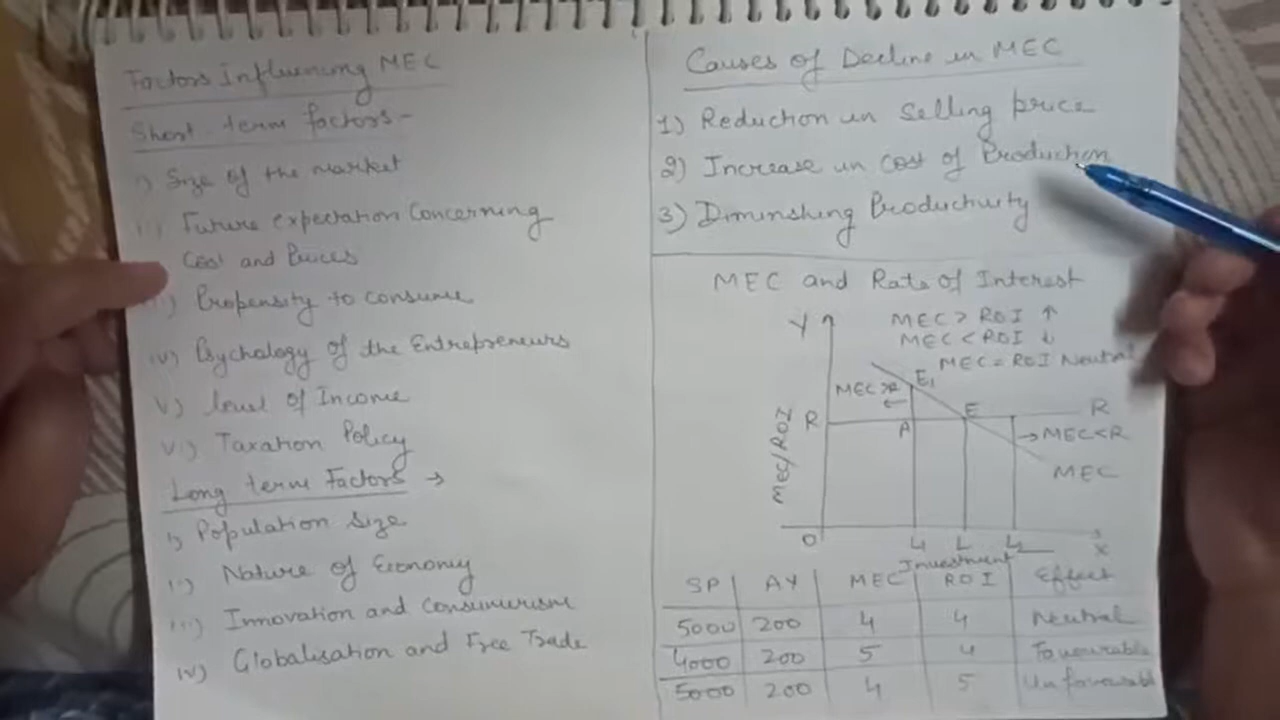 Factors Influening MEC
Short-term factors-
i) Size of the market
ii) Future expectation Concerning
Cost and Prices
iii) Propensity to consume
iv) Psychology of the Entrepreneurs
v) level of Income
vi) Taxation Policy
Long term Factors →
i) Population Size
ii) Nature of Economy
iii) Innovation and Consumerism
iv) Globalisation and Free Trade
Causes of Decline in MEC
1) Reduction in Selling price
2) Increase in cost of Production
3) Diminshing Productivity
MEC and Rate of Interest
MEC > ROI ↑
MEC < ROI ↓
MEC = ROI Neutral
Y
MEC/ROI
MEC >R
←
E1
R
A
E
R
→ MEC<R
MEC
O
X
Investment
SP AY MEC ROI Effect
5000 200 4 4 Neutral
4000 200 5 4 Favourable
5000 200 4 5 Unfavourable